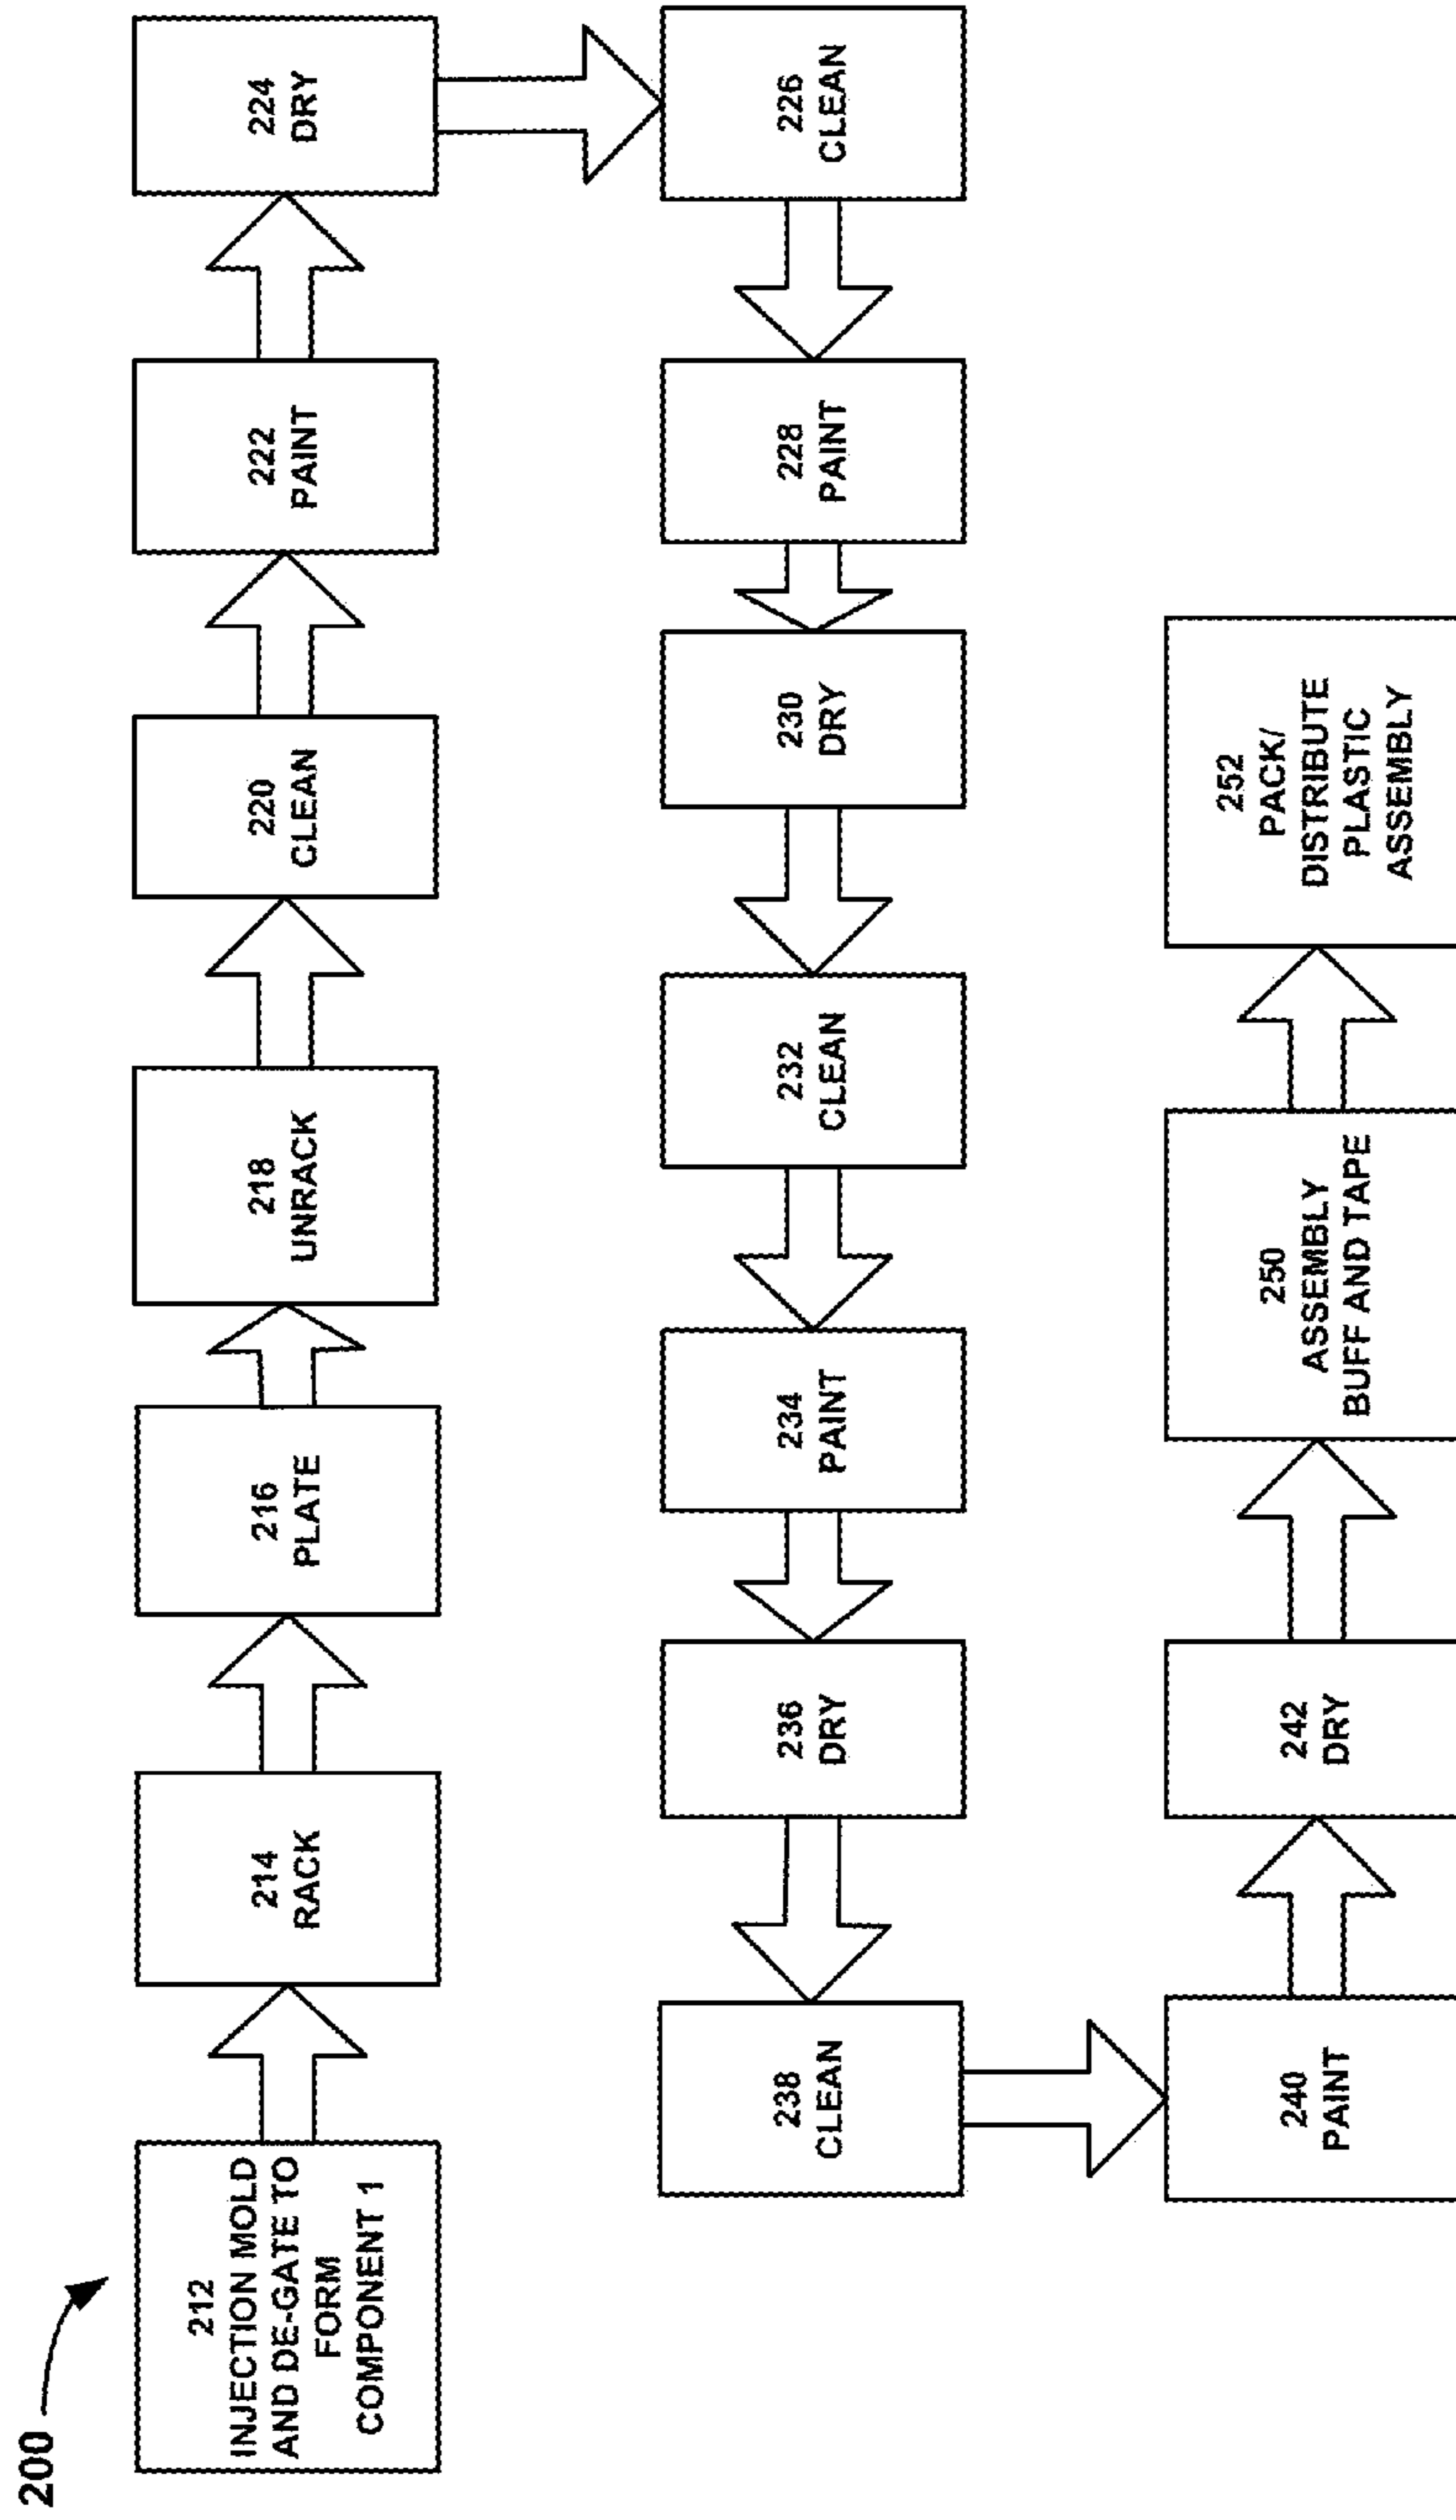 200
212
INJECTION MOLD
AND DE-GATE TO
FORM
COMPONENT 1
214
RACK
216
PLATE
218
UNRACK
220
CLEAN
222
PAINT
224
DRY
226
CLEAN
228
PAINT
230
DRY
232
CLEAN
234
PAINT
236
DRY
238
CLEAN
240
PAINT
242
DRY
250
ASSEMBLY
BUFF AND TAPE
252
PACK/
DISTRIBUTE
PLASTIC
ASSEMBLY